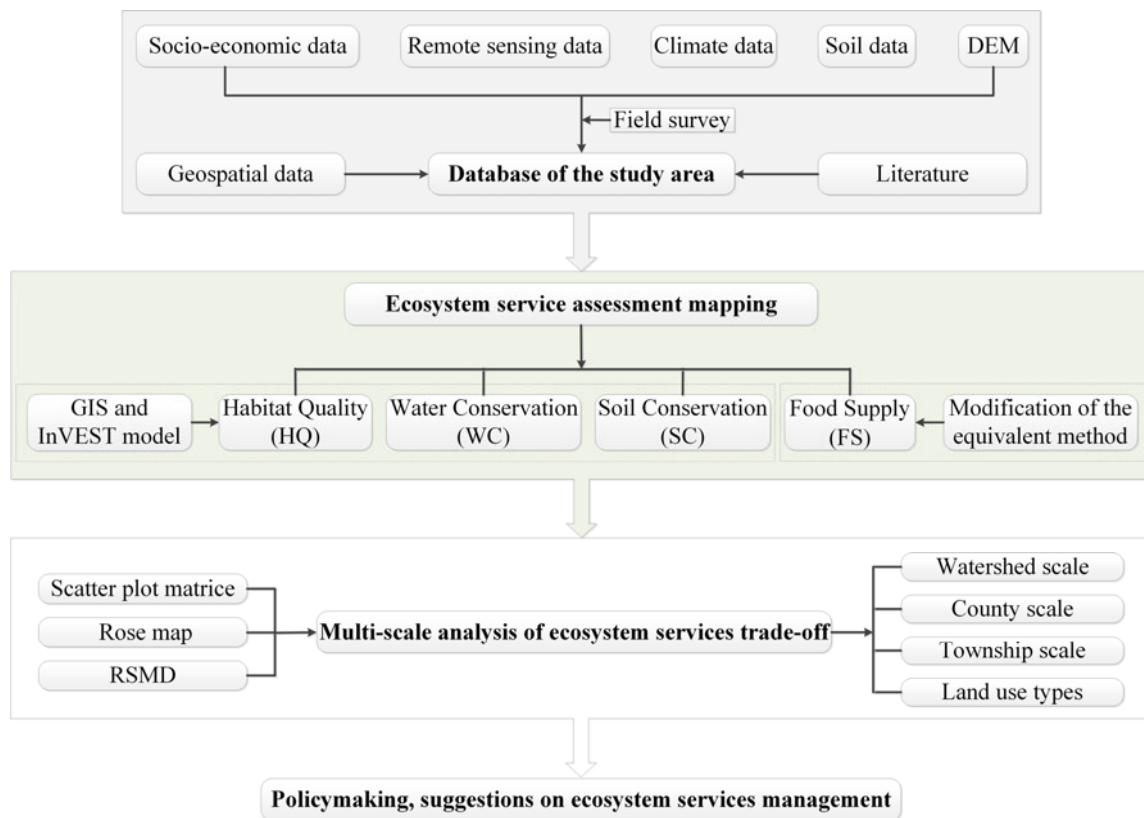 Socio-economic data
Remote sensing data
Climate data
Soil data
DEM
Field survey
Geospatial data
Database of the study area
Literature
Ecosystem service assessment mapping
GIS and
InVEST model
Habitat Quality
(HQ)
Water Conservation
(WC)
Soil Conservation
(SC)
Food Supply
(FS)
Modification of the
equivalent method
Scatter plot matrice
Rose map
RSMD
Multi-scale analysis of ecosystem services trade-off
Watershed scale
County scale
Township scale
Land use types
Policymaking, suggestions on ecosystem services management